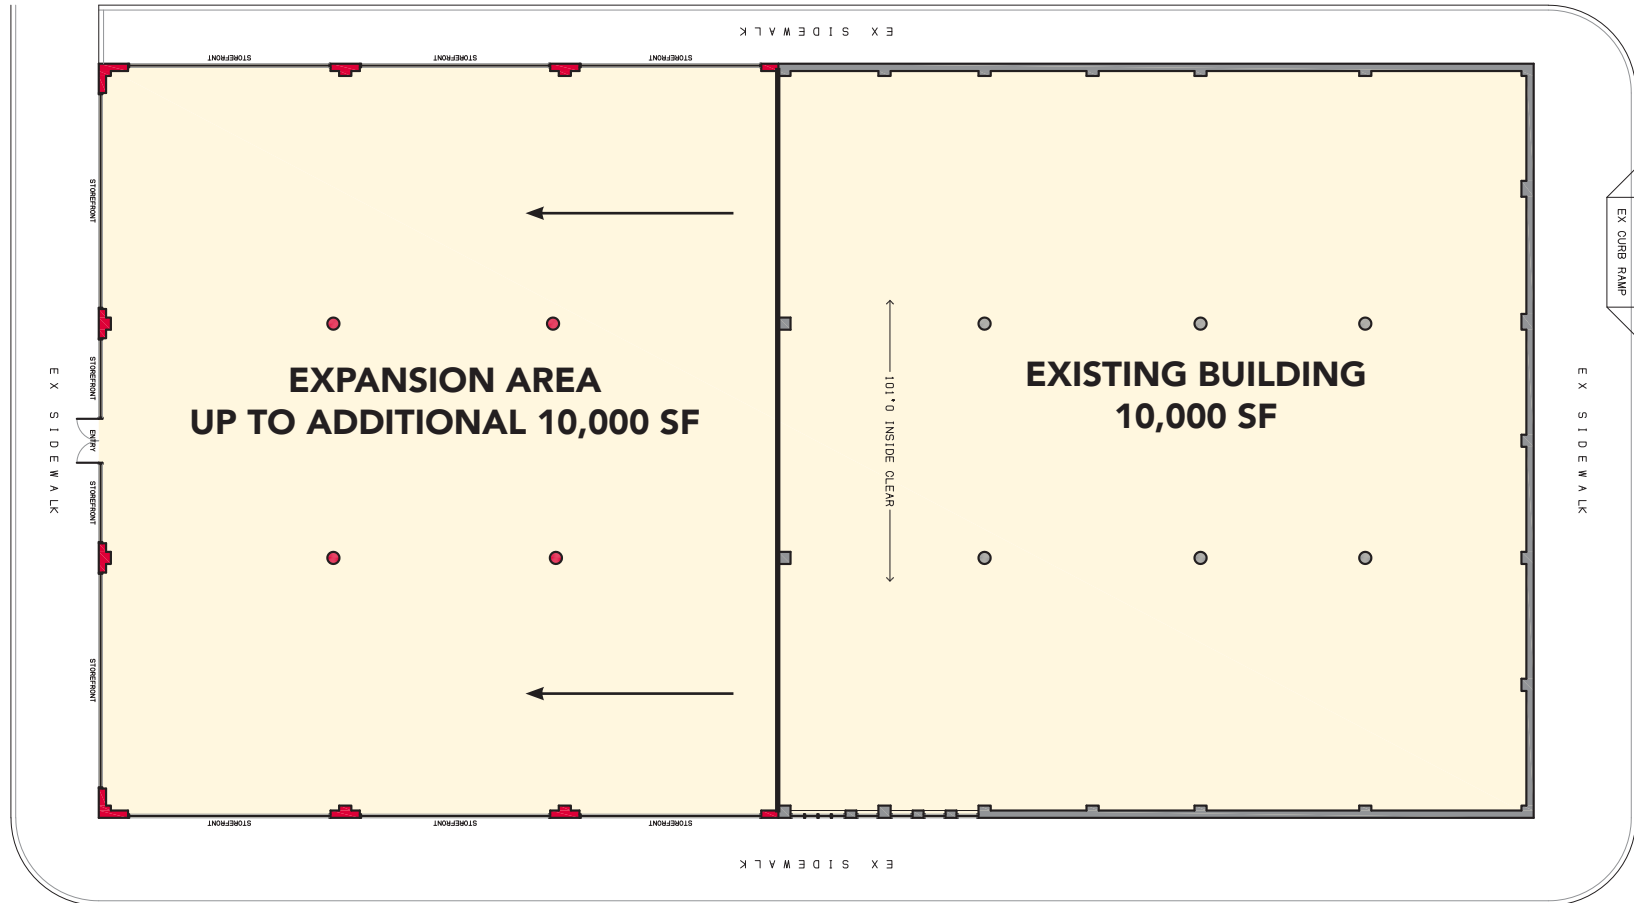 EX SIDEWALK
STOREFRONT
STOREFRONT
STOREFRONT
STOREFRONT
EX CURB RAMP
101'0 INSIDE CLEAR
EXPANSION AREA
UP TO ADDITIONAL 10,000 SF
EXISTING BUILDING
10,000 SF
STOREFRONT
EX SIDEWALK
ENTRY
EX SIDEWALK
STOREFRONT
STOREFRONT
STOREFRONT
STOREFRONT
STOREFRONT
EX SIDEWALK